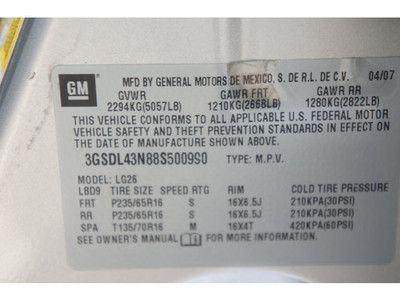 GM
MFD BY GENERAL MOTORS DE MEXICO, S. DE R.L. DE C.V. 04/07
GVWR GAWR FRT GAWR RR
2294KG(5057LB) 1210KG(2668LB) 1280KG(2822LB)
THIS VEHICLE CONFORMS TO ALL APPLICABLE U.S. FEDERAL MOTOR
VEHICLE SAFETY AND THEFT PREVENTION STANDARDS IN EFFECT ON
THE DATE OF MANUFACTURE SHOWN ABOVE.
3GSDL43N88S500990 TYPE: M.P.V.
MODEL: LG26
LBD9 TIRE SIZE SPEED RTG RIM COLD TIRE PRESSURE
FRT P235/65R16 S 16X6.5J 210KPA(30PSI)
RR P235/65R16 S 16X6.5J 210KPA(30PSI)
SPA T135/70R16 M 16X4T 420KPA(60PSI)
SEE OWNER'S MANUAL FOR MORE INFORMATION